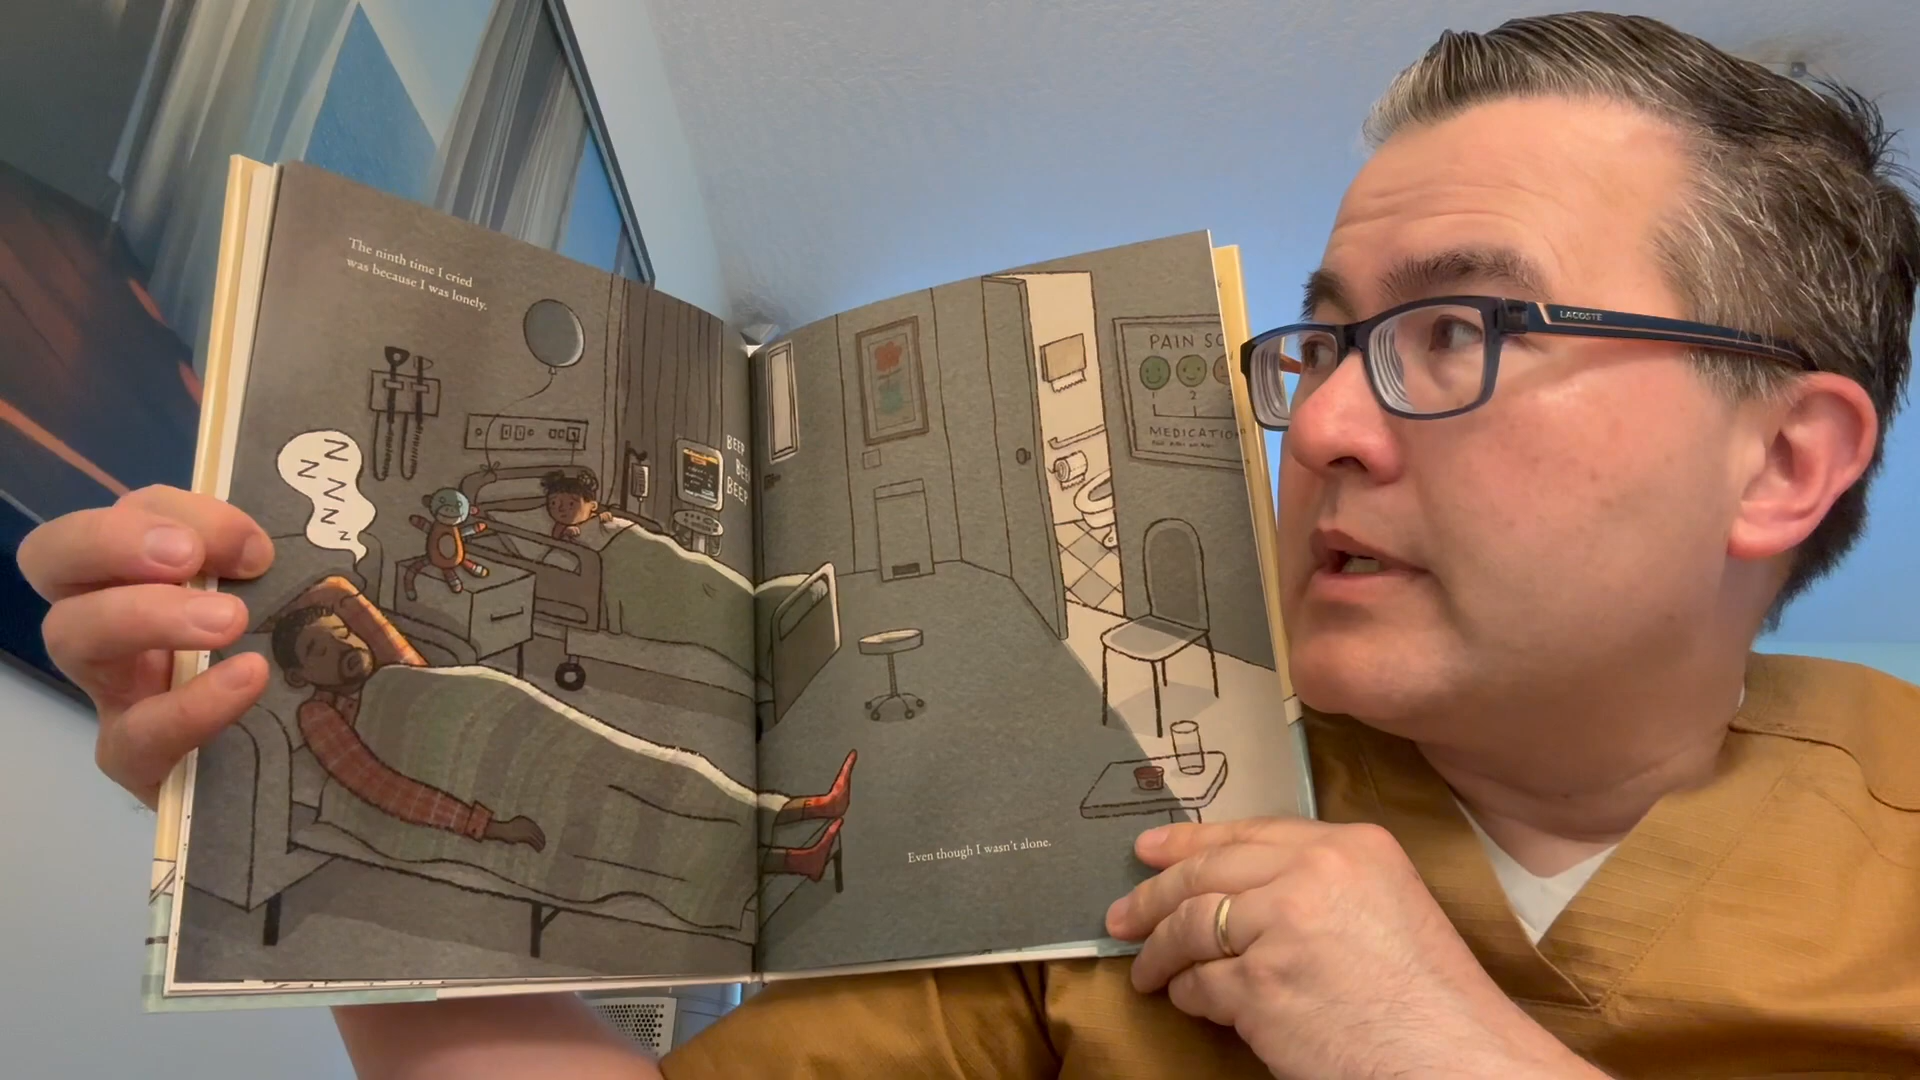 The ninth time I cried
was because I was lonely.
Z
Z
Z
Z
Z
Z
BEEP
BEEP
BEEP
PAIN SC
1 2
MEDICATIO
Even though I wasn't alone.
LACOSTE